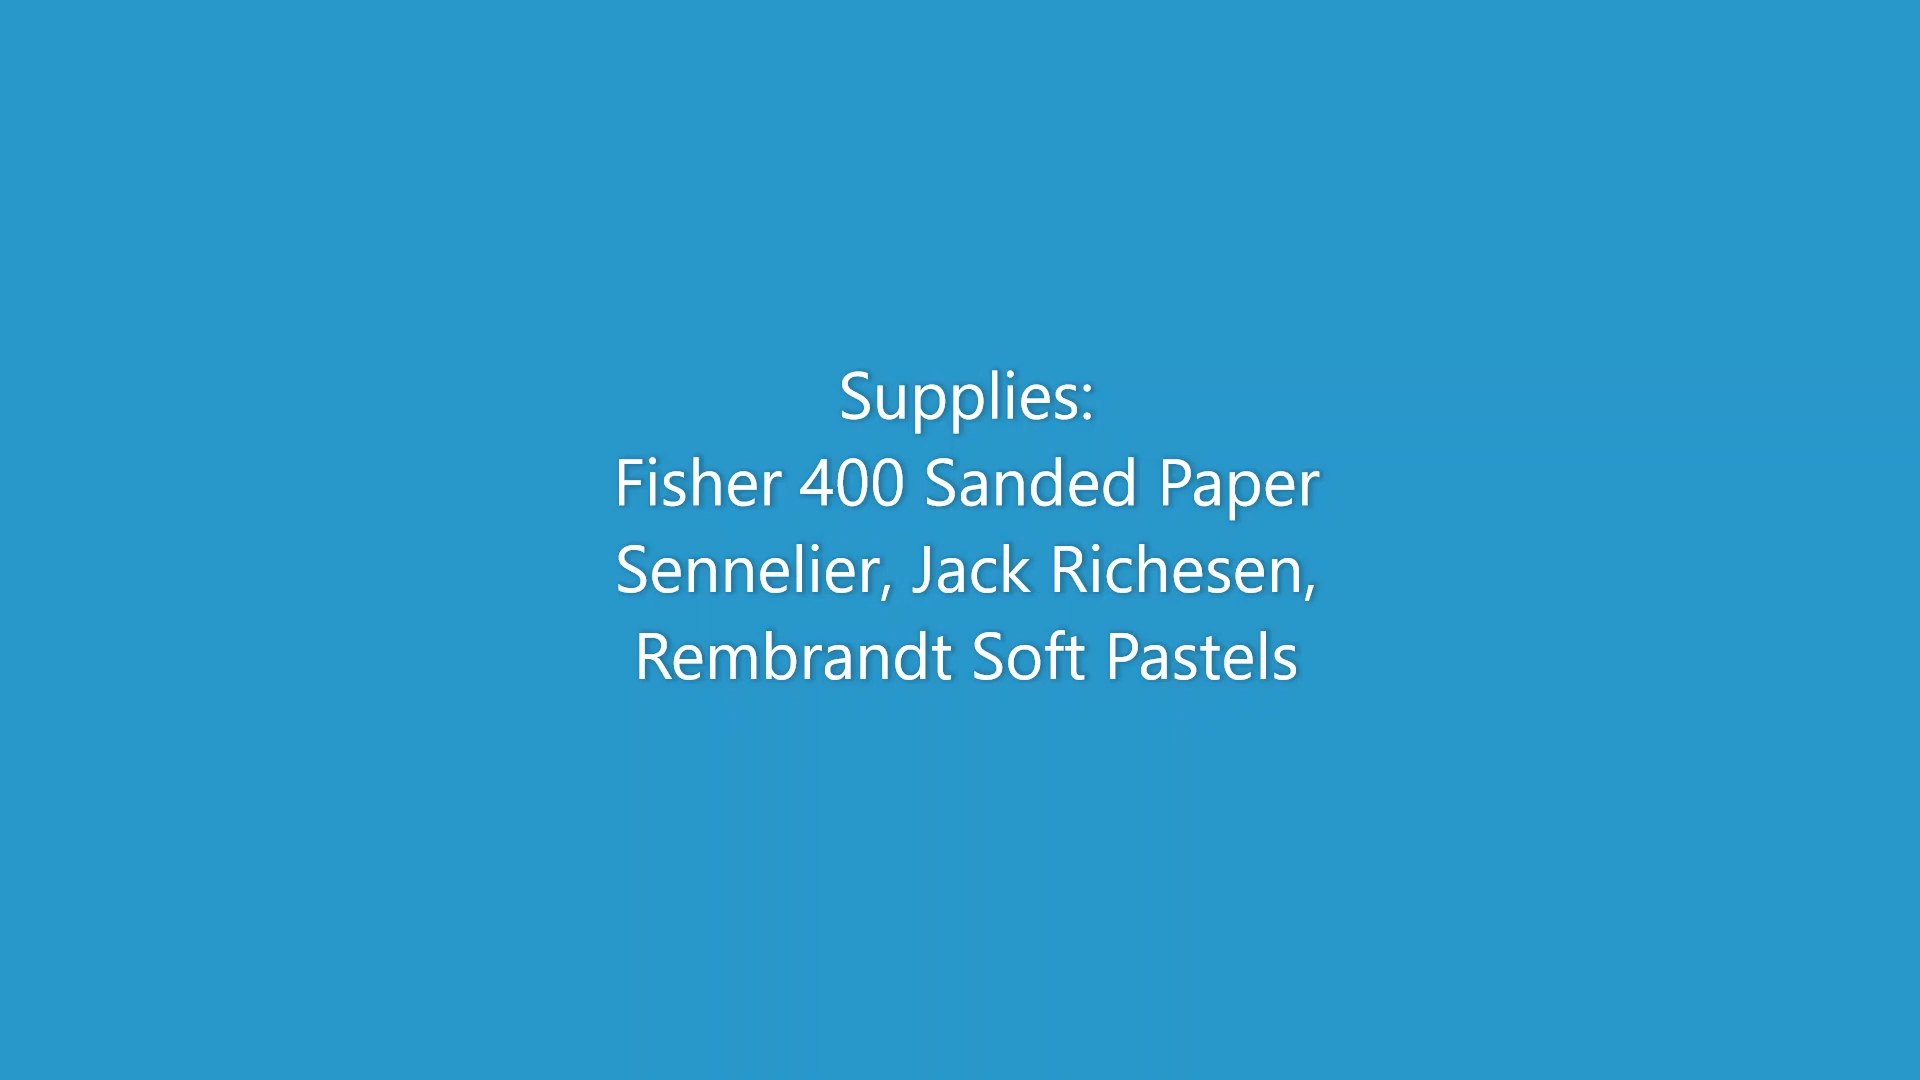 Supplies:
Fisher 400 Sanded Paper
Sennelier, Jack Richesen,
Rembrandt Soft Pastels